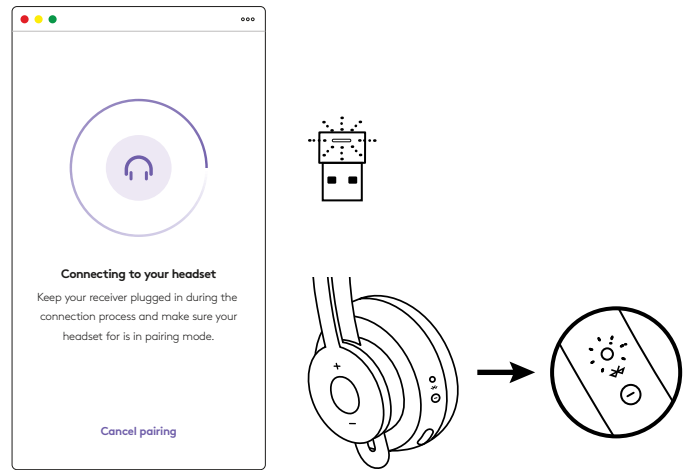 Connecting to your headset
Keep your receiver plugged in during the
connection process and make sure your
headset for is in pairing mode.
Cancel pairing